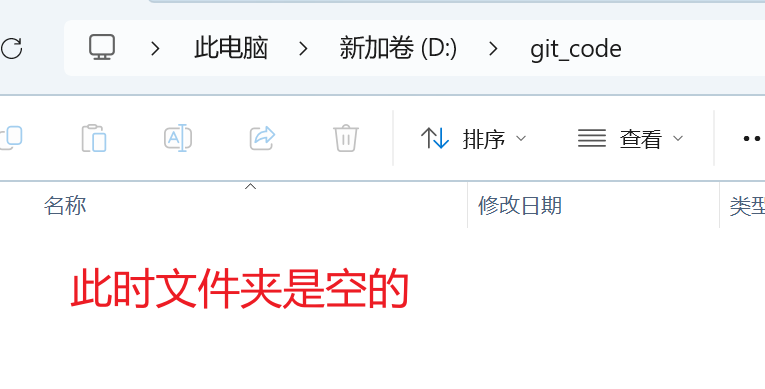 此电脑 新加卷 (D:) git_code
排序 查看
名称 修改日期 类型
此时文件夹是空的